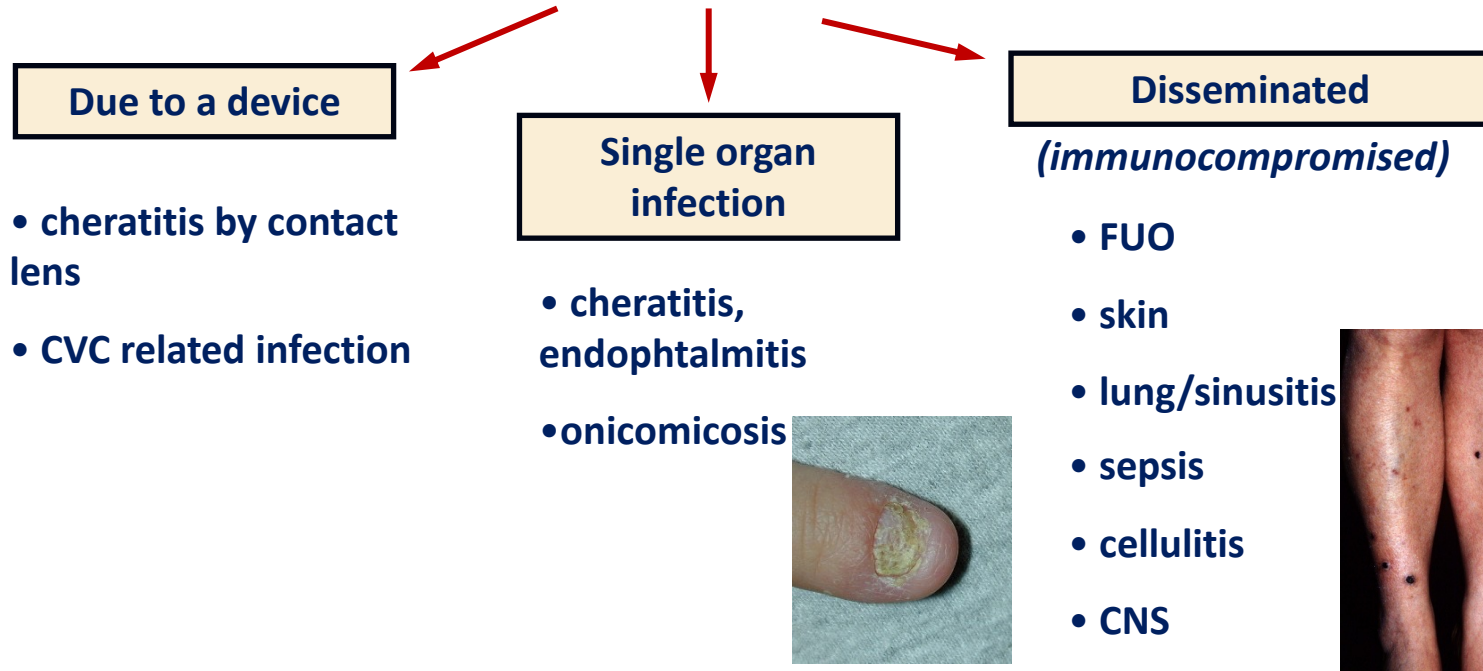 Due to a device
• cheratitis by contact
lens
• CVC related infection
Single organ
infection
• cheratitis,
endophtalmitis
•onicomicosis
Disseminated
(immunocompromised)
• FUO
• skin
• lung/sinusitis
• sepsis
• cellulitis
• CNS